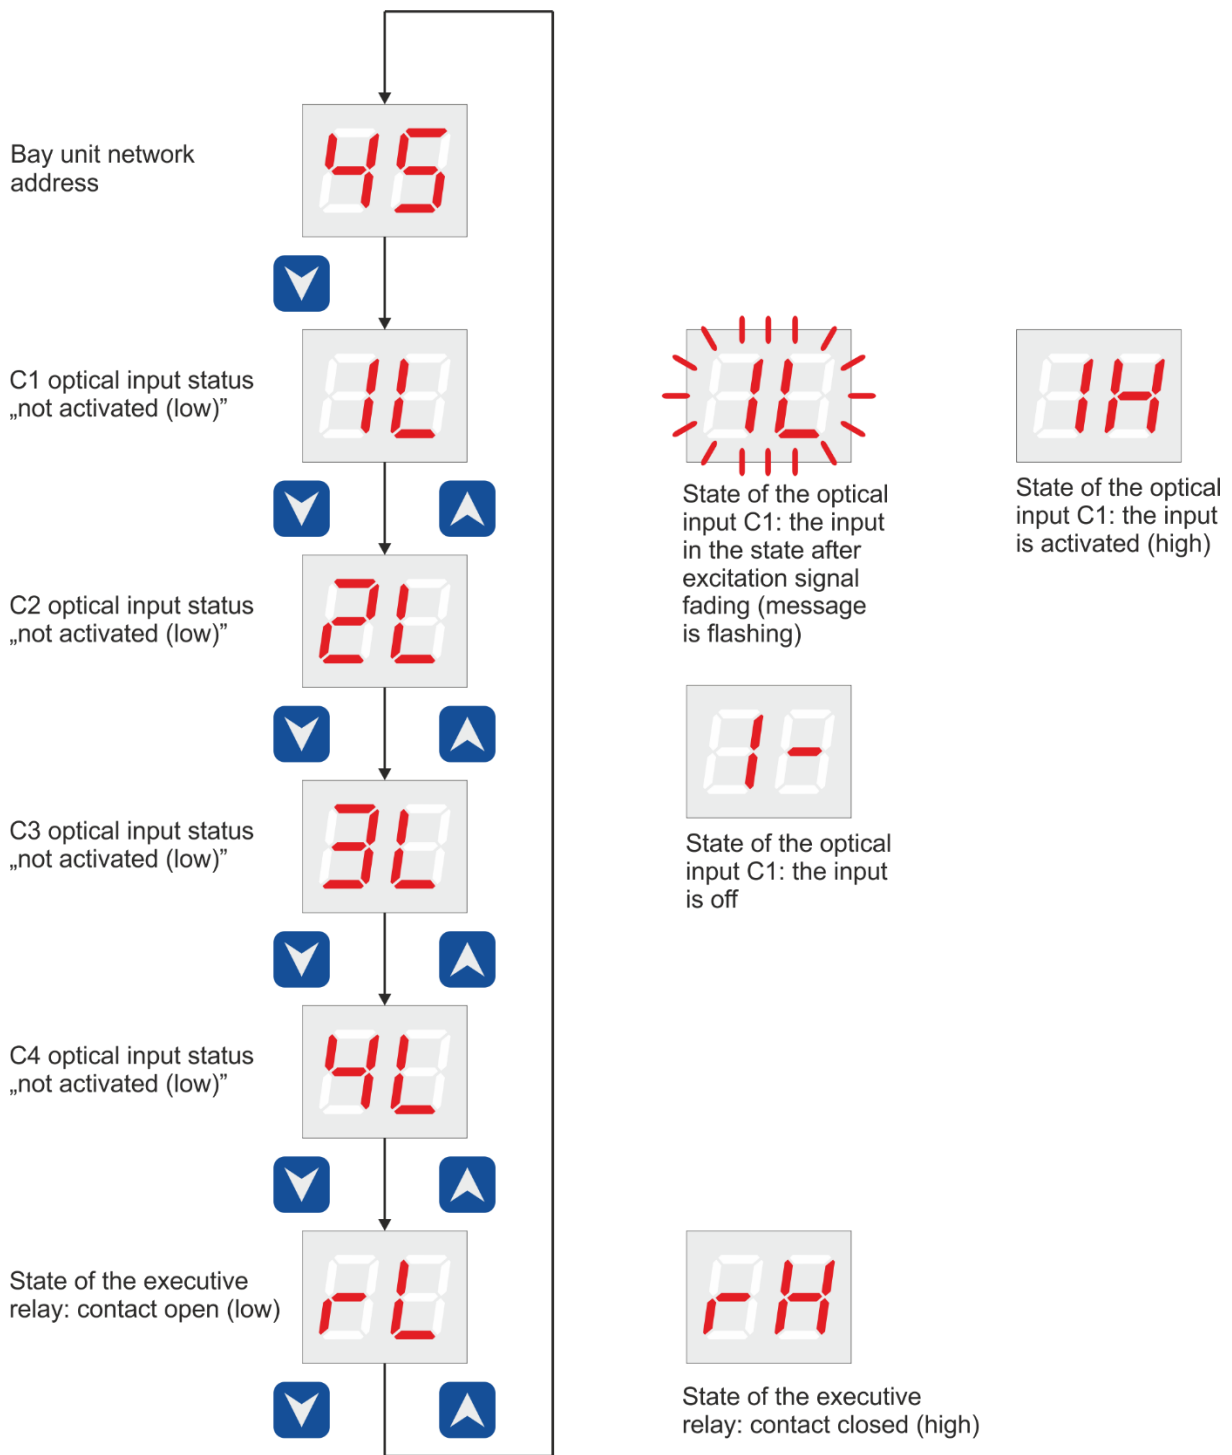 Bay unit network
address
45
C1 optical input status
„not activated (low)”
1L
1L
1H
State of the optical
input C1: the input
in the state after
excitation signal
fading (message
is flashing)
State of the optical
input C1: the input
is activated (high)
C2 optical input status
„not activated (low)”
2L
1-
State of the optical
input C1: the input
is off
C3 optical input status
„not activated (low)”
3L
C4 optical input status
„not activated (low)”
4L
State of the executive
relay: contact open (low)
rL
rH
State of the executive
relay: contact closed (high)